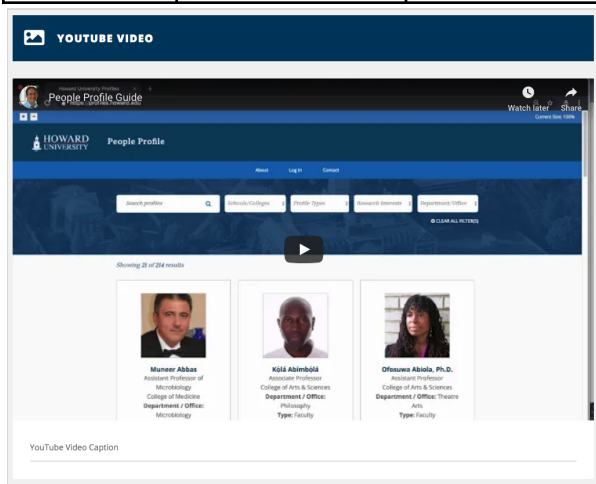 YOUTUBE VIDEO
Howard University Profiles
People Profile Guide
https://profiles.howard.edu
Watch later
Share
Current Size: 100%
HOWARD
UNIVERSITY
People Profile
About
Log In
Contact
Search profiles
Schools/Colleges
Profile Types
Research Interests
Department/Office
CLEAR ALL FILTER(S)
Showing 21 of 214 results
Muneer Abbas
Assistant Professor of
Microbiology
College of Medicine
Department / Office:
Microbiology
Kọ́lá Abímbọ́lá
Associate Professor
College of Arts & Sciences
Department / Office:
Philosophy
Type: Faculty
Ofosuwa Abiola, Ph.D.
Assistant Professor
College of Arts & Sciences
Department / Office: Theatre
Arts
Type: Faculty
YouTube Video Caption